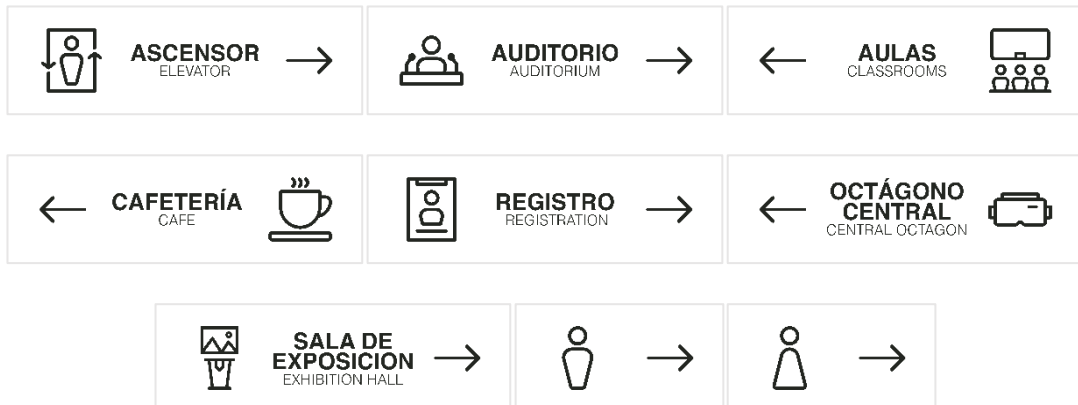 ASCENSOR
ELEVATOR
AUDITORIO
AUDITORIUM
AULAS
CLASSROOMS
CAFETERÍA
CAFE
REGISTRO
REGISTRATION
OCTÁGONO
CENTRAL
CENTRAL OCTAGON
SALA DE
EXPOSICION
EXHIBITION HALL